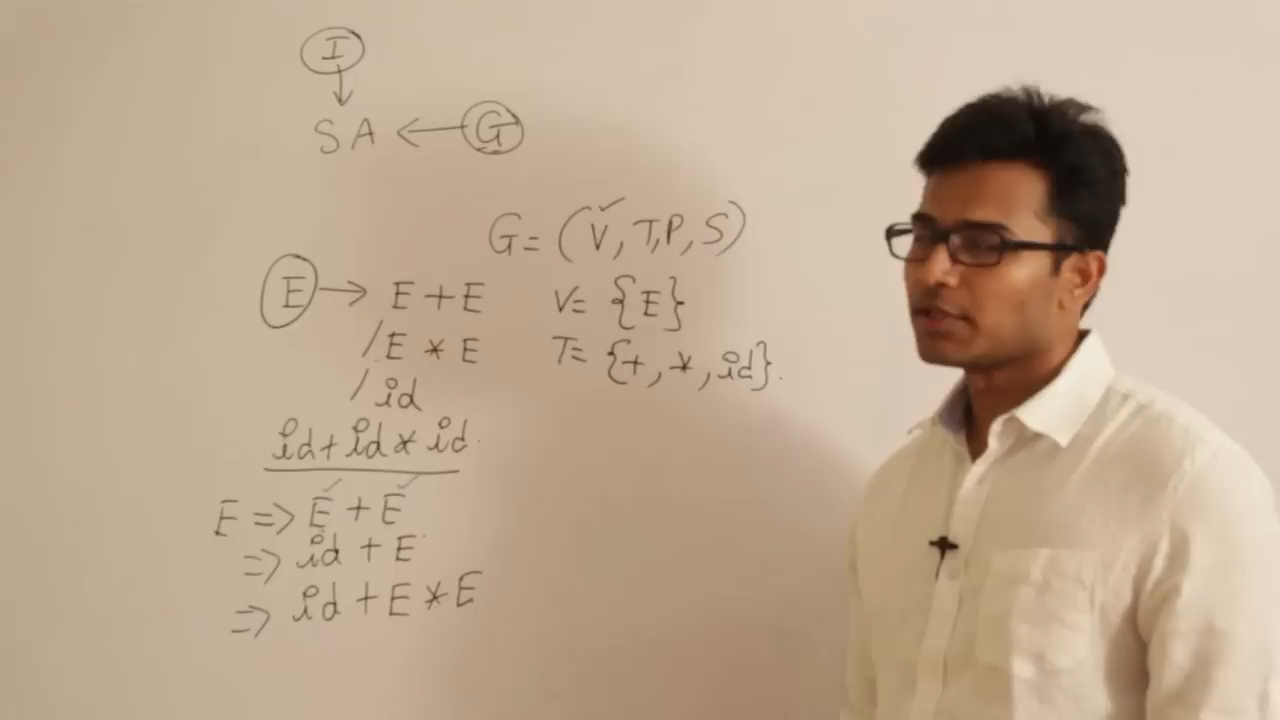 I
↓
SA ← G
G = (V, T, P, S)
E → E + E
/ E * E
/ id
V = {E}
T = {+, *, id}.
id + id * id
E ⇒ E + E
⇒ id + E
⇒ id + E * E